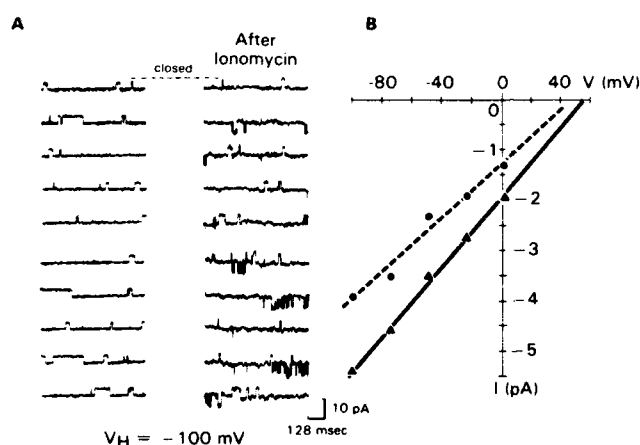 A
After
Ionomycin
closed
10 pA
128 msec
V_H = −100 mV
B
-80 -40 0 40 V (mV)
0
−1
−2
−3
−4
−5
I (pA)